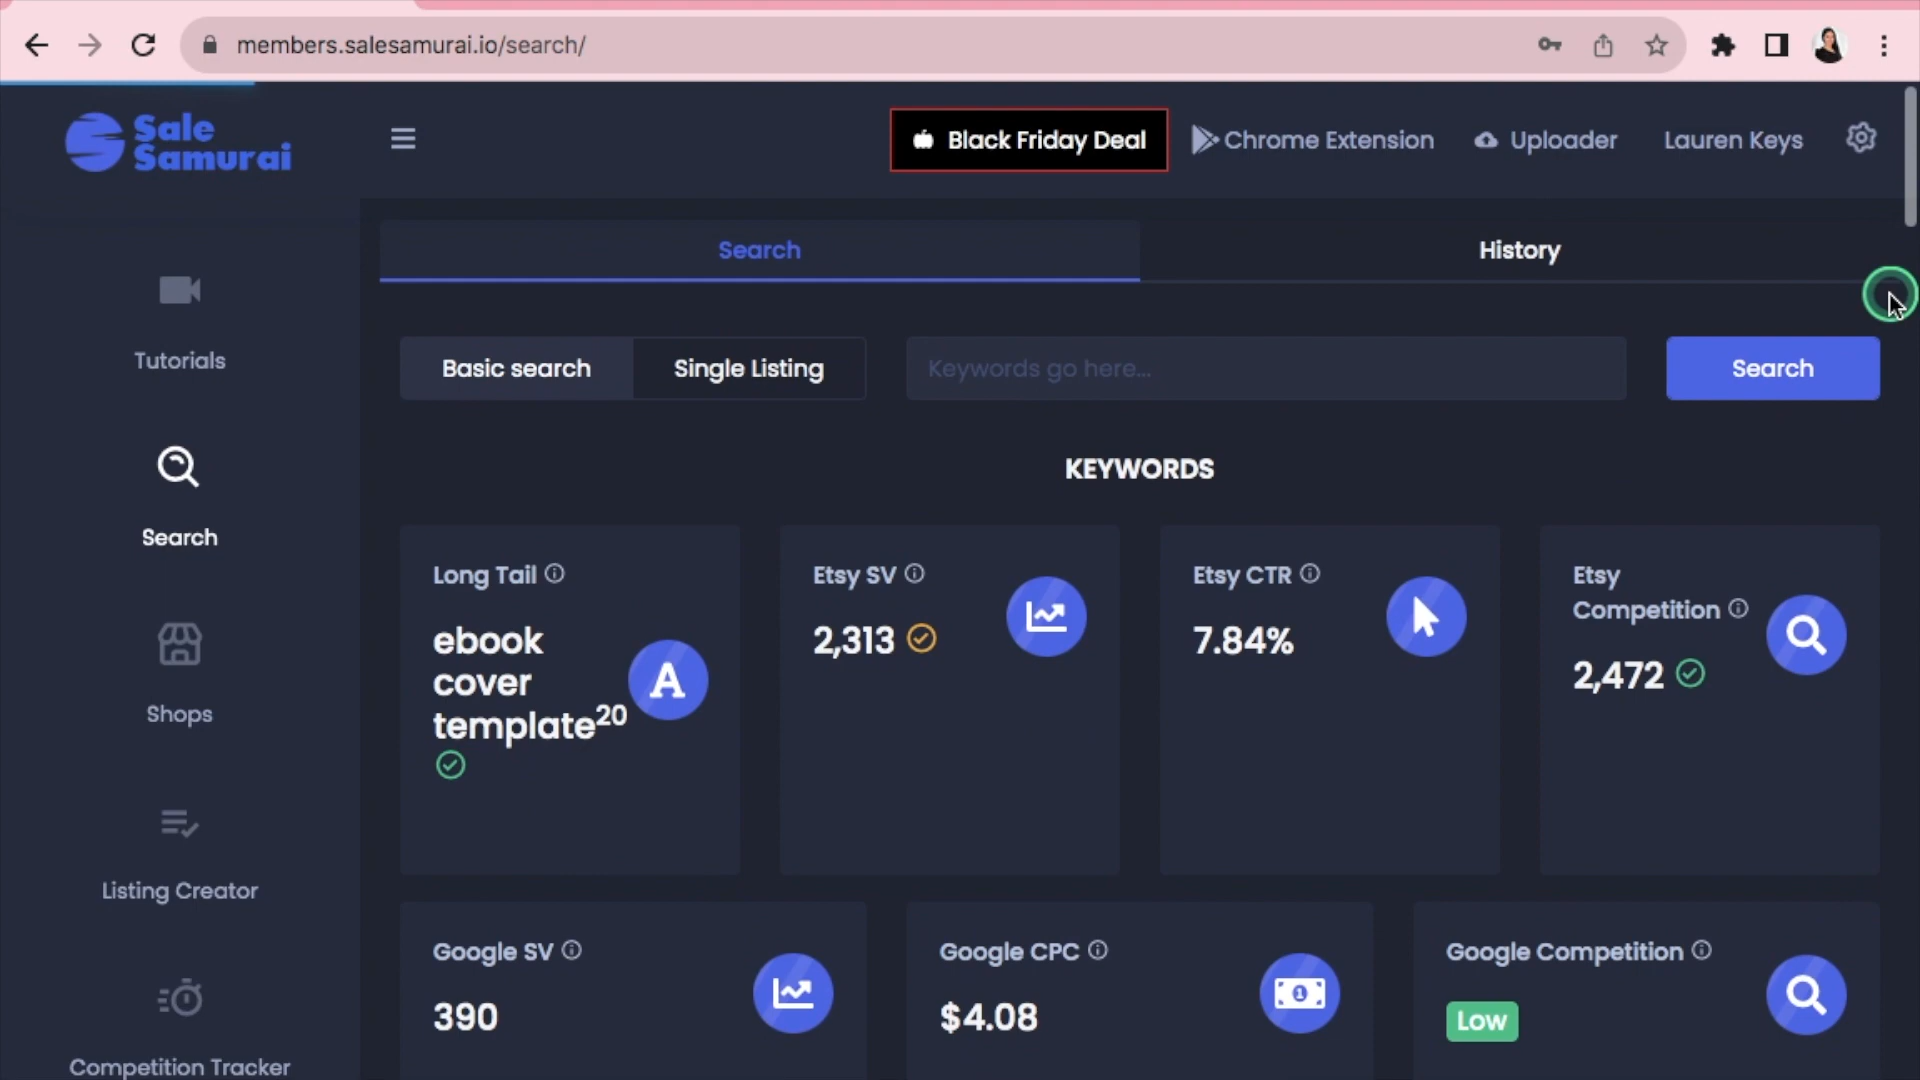 members.salesamurai.io/search/
Sale
Samurai
Black Friday Deal
Chrome Extension
Uploader
Lauren Keys
Search
History
Tutorials
Basic search
Single Listing
Keywords go here...
Search
KEYWORDS
Search
Long Tail
ebook
cover
template20
Etsy SV
2,313
Etsy CTR
7.84%
Etsy
Competition
2,472
Shops
Listing Creator
Google SV
390
Google CPC
$4.08
Google Competition
Low
Competition Tracker